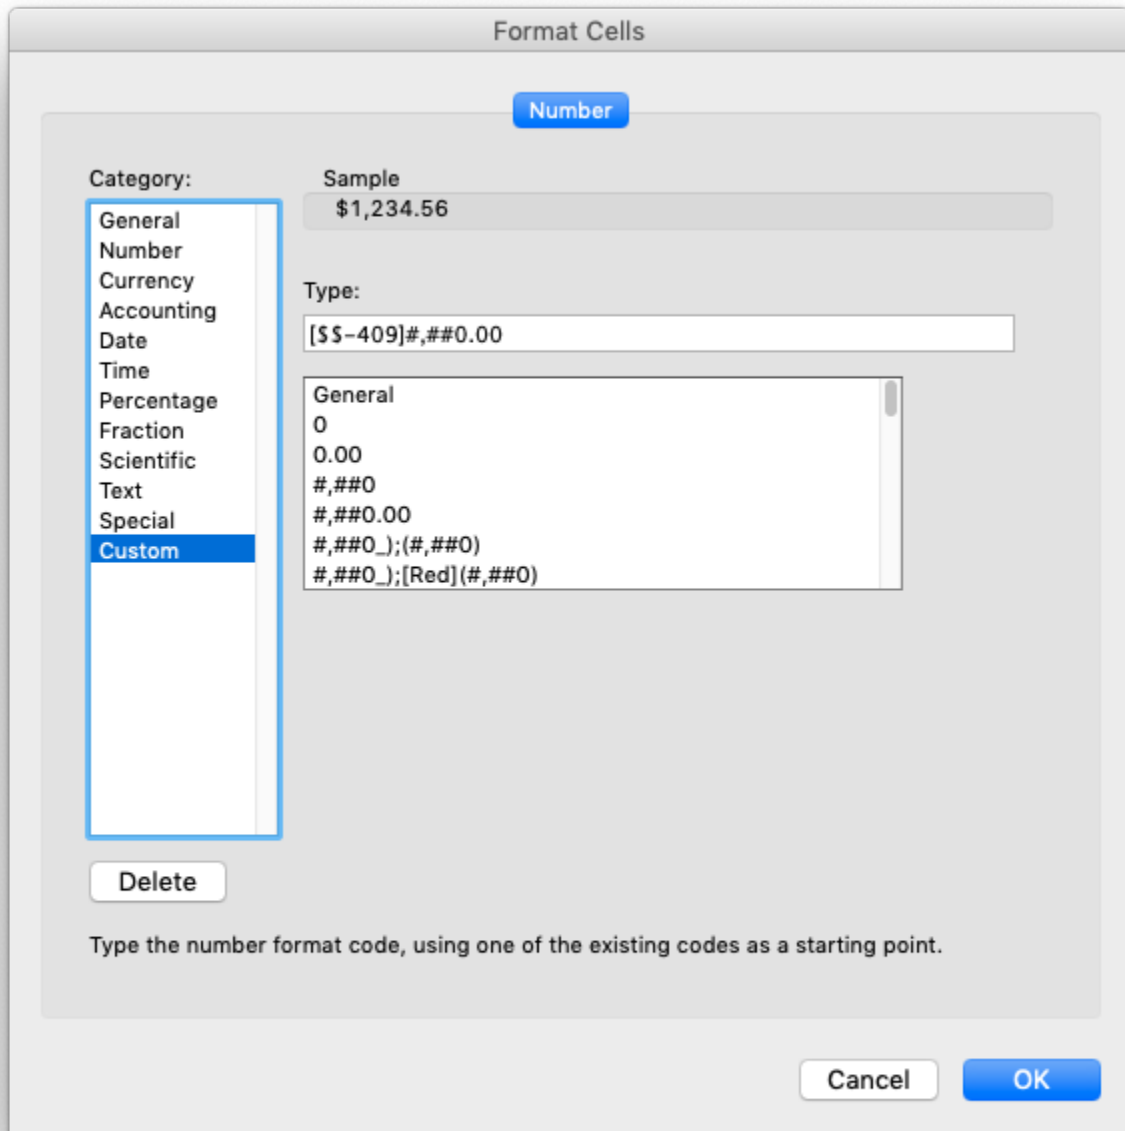 Format Cells
Number
Category:
General
Number
Currency
Accounting
Date
Time
Percentage
Fraction
Scientific
Text
Special
Custom
Sample
$1,234.56
Type:
[$$-409]#,##0.00
General
0
0.00
#,##0
#,##0.00
#,##0_);(#,##0)
#,##0_);[Red](#,##0)
Delete
Type the number format code, using one of the existing codes as a starting point.
Cancel
OK